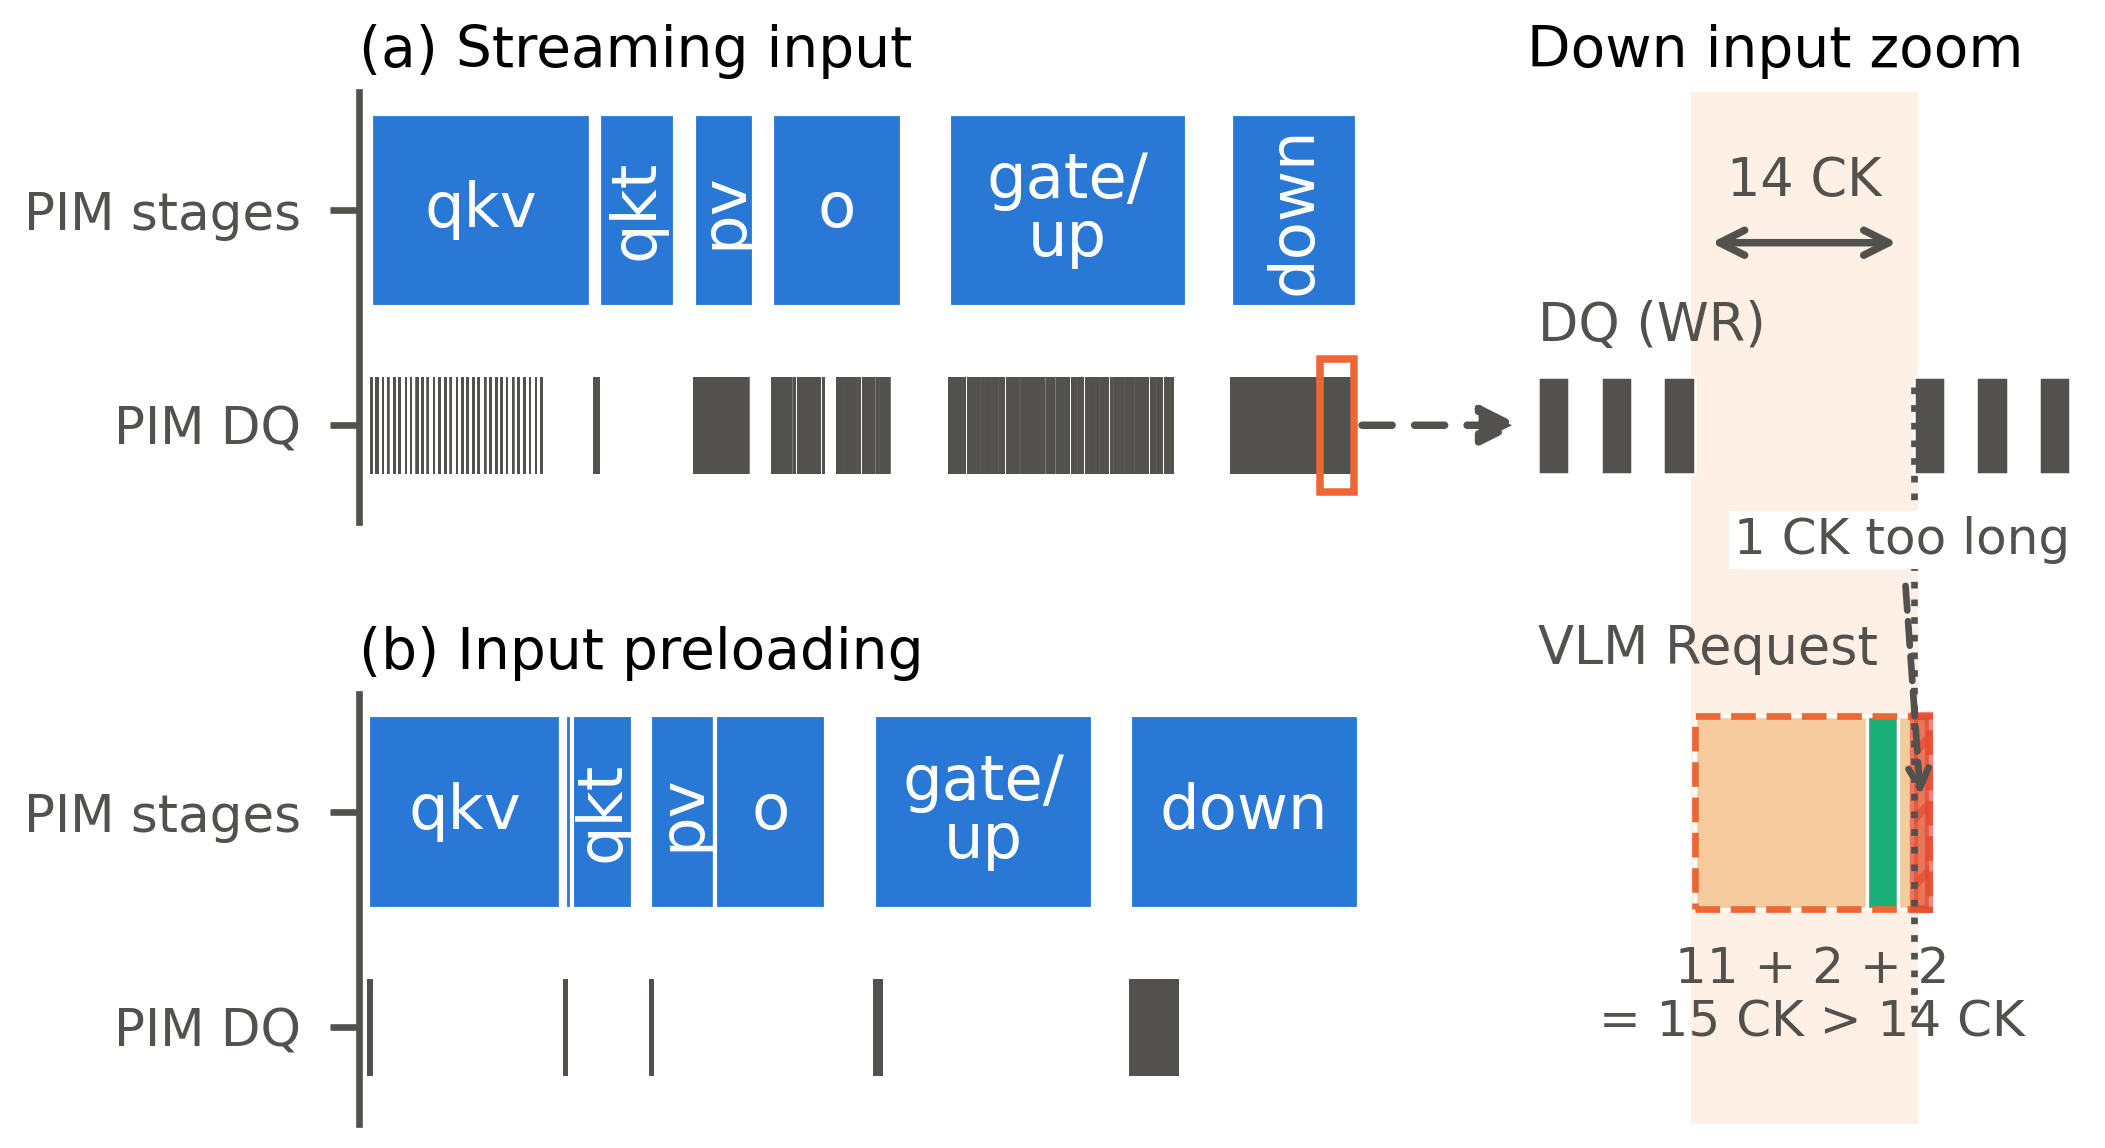 (a) Streaming input
PIM stages
qkv
qkt
pv
o
gate/
up
down
PIM DQ
Down input zoom
14 CK
DQ (WR)
1 CK too long
VLM Request
11 + 2 + 2
= 15 CK > 14 CK
(b) Input preloading
PIM stages
qkv
qkt
pv
o
gate/
up
down
PIM DQ